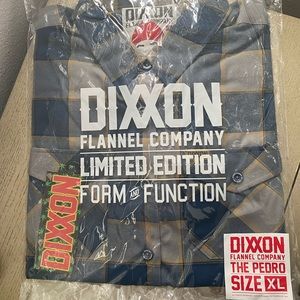 DIXXON
DIXXON
FLANNEL COMPANY
LIMITED EDITION
FORM AND FUNCTION
DIXXON
DIXXON
FLANNEL COMPANY
THE PEDRO
SIZE XL